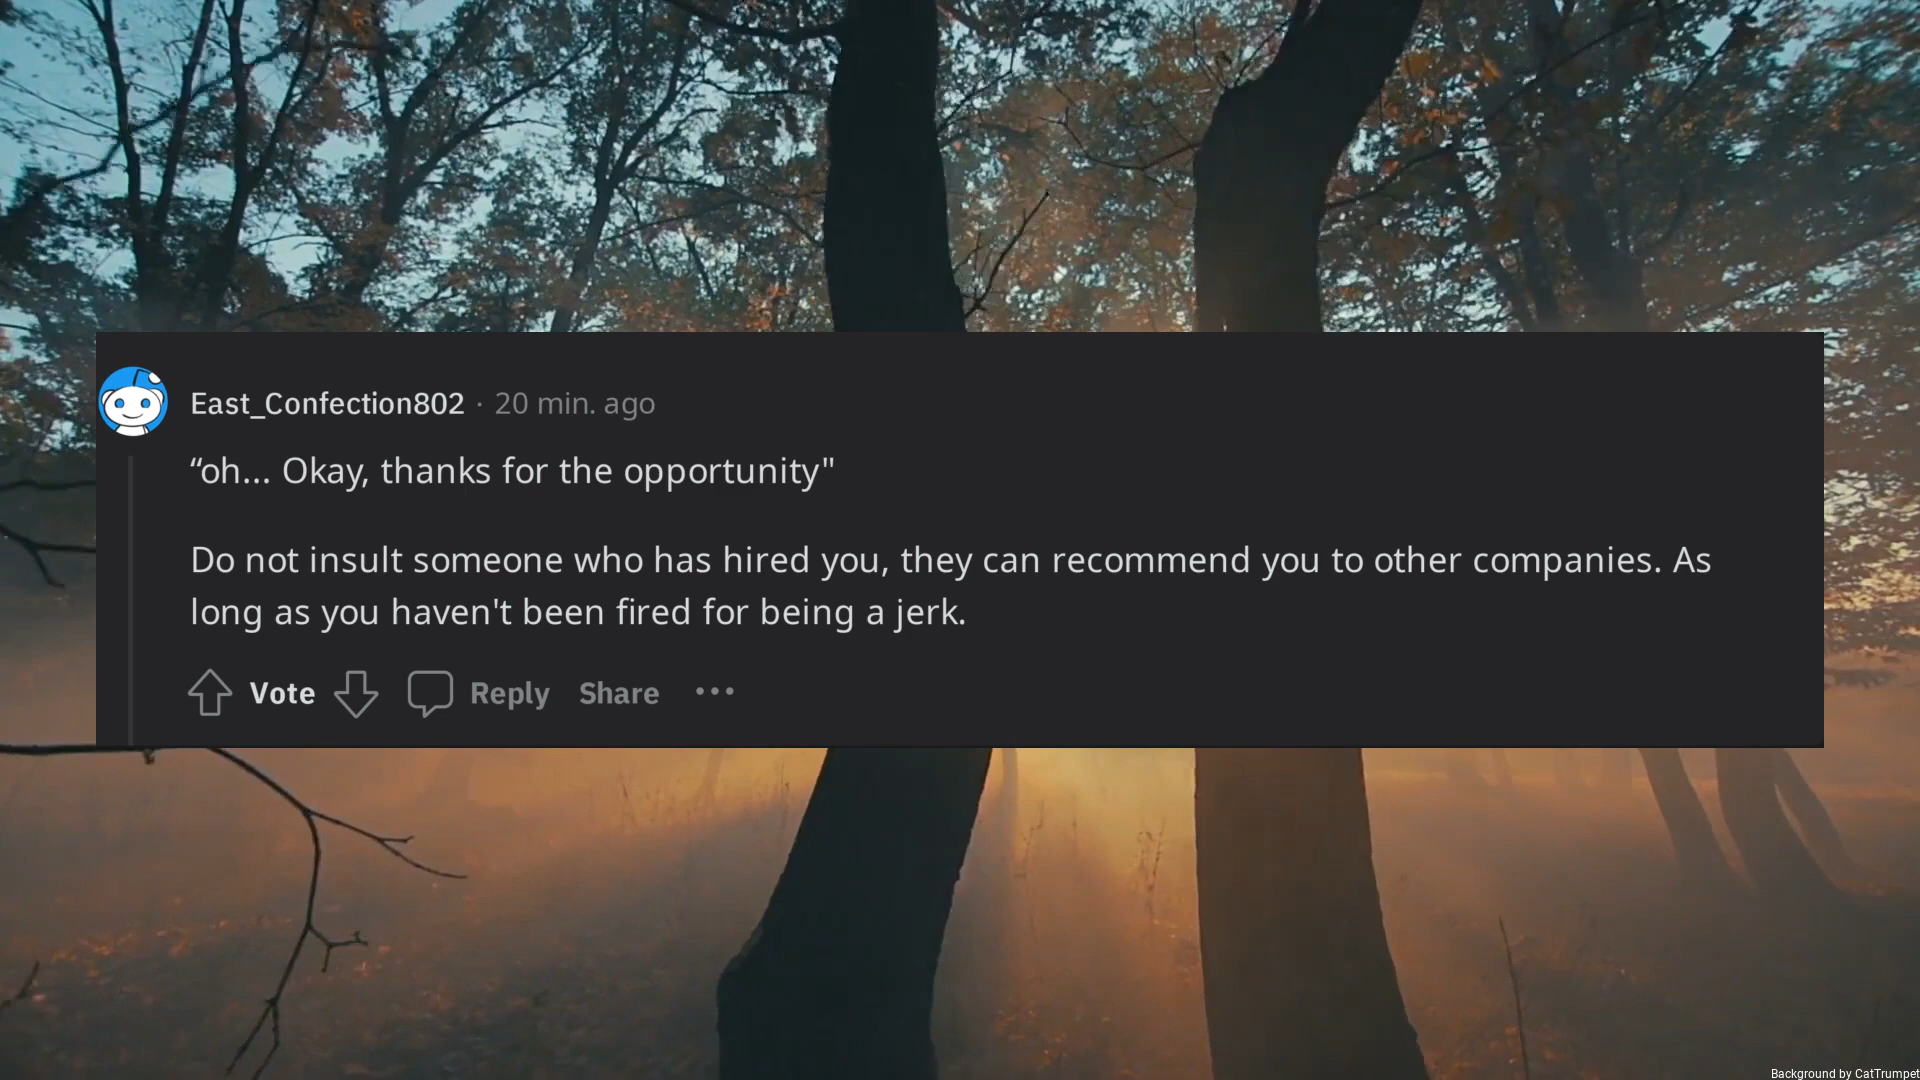 East_Confection802 · 20 min. ago
“oh... Okay, thanks for the opportunity"
Do not insult someone who has hired you, they can recommend you to other companies. As
long as you haven't been fired for being a jerk.
Vote Reply Share ...
Background by CatTrumpet